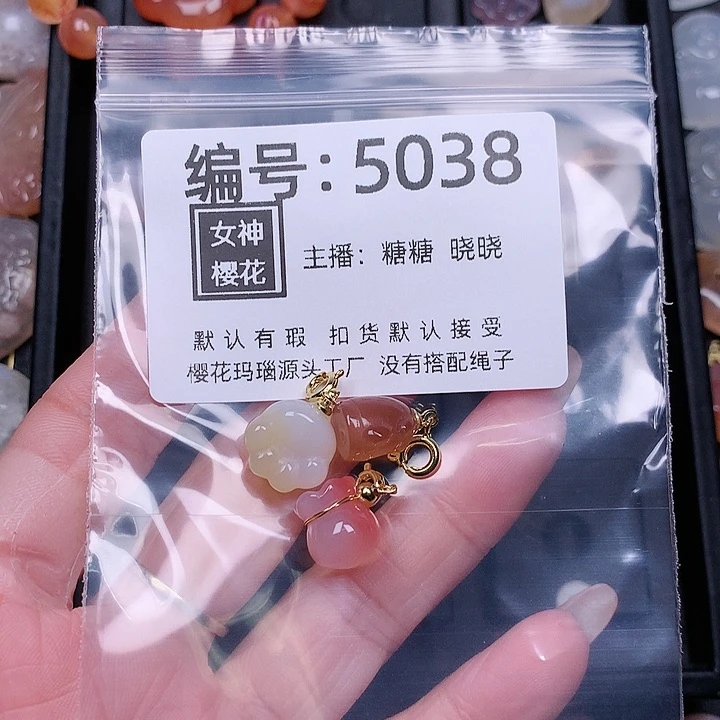 编号:5038
女神
樱花
主播: 糖糖 晓晓
默认有瑕 扣货默认接受
樱花玛瑙源头工厂 没有搭配绳子